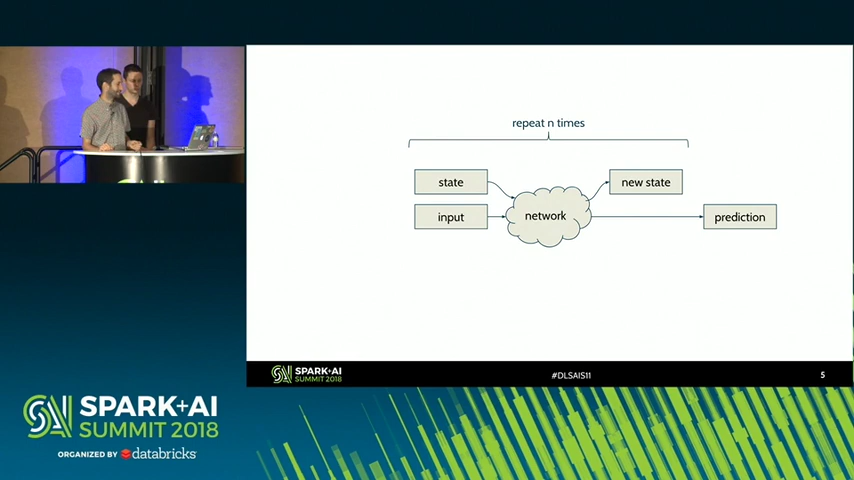 repeat n times
state
new state
network
input
prediction
SPARK+AI
SUMMIT 2018
#DLSAIS11
5
SPARK+AI
SUMMIT 2018
ORGANIZED BY databricks